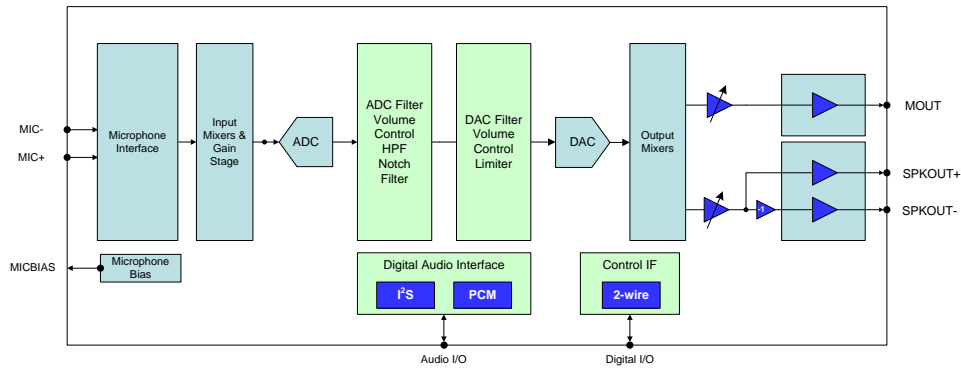 MIC-
MIC+
MICBIAS
Microphone
Interface
Microphone
Bias
Input
Mixers &
Gain
Stage
ADC
ADC Filter
Volume
Control
HPF
Notch
Filter
DAC Filter
Volume
Control
Limiter
DAC
Output
Mixers
-1
MOUT
SPKOUT+
SPKOUT-
Digital Audio Interface
I²S
PCM
Control IF
2-wire
Audio I/O
Digital I/O